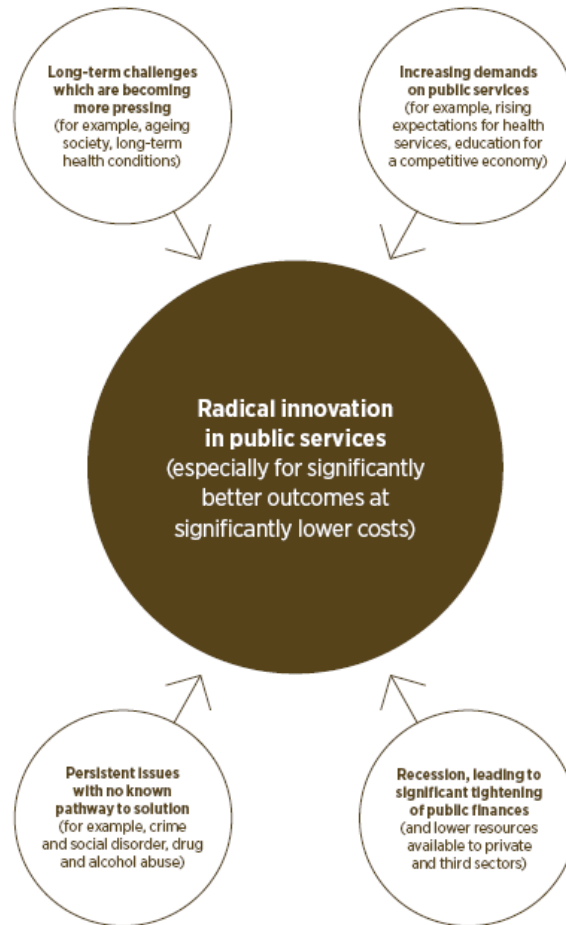 Long-term challenges
which are becoming
more pressing
(for example, ageing
society, long-term
health conditions)
Increasing demands
on public services
(for example, rising
expectations for health
services, education for
a competitive economy)
Radical innovation
in public services
(especially for significantly
better outcomes at
significantly lower costs)
Persistent issues
with no known
pathway to solution
(for example, crime
and social disorder, drug
and alcohol abuse)
Recession, leading to
significant tightening
of public finances
(and lower resources
available to private
and third sectors)